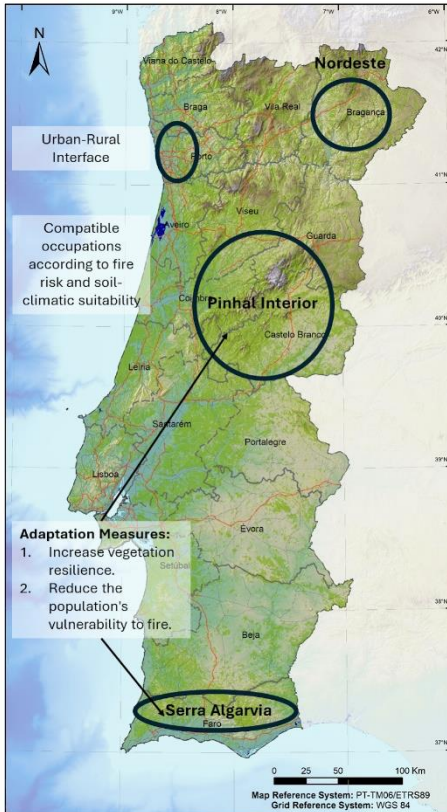 9°W
8°W
7°W
6°W
N
Viana do Castelo
Nordeste
42°N
Braga
Vila Real
Bragança
Urban-Rural
Interface
Porto
41°N
Viseu
Aveiro
Compatible
occupations
according to fire
risk and soil-
climatic suitability
Guarda
Coimbra
Pinhal Interior
40°N
Castelo Branco
Leiria
Santarém
Portalegre
39°N
Lisboa
Adaptation Measures:
1. Increase vegetation
resilience.
2. Reduce the
population's
vulnerability to fire.
Évora
Setúbal
38°N
Beja
Serra Algarvia
Faro
37°N
0 25 50 100 Km
Map Reference System: PT-TM06/ETRS89
Grid Reference System: WGS 84